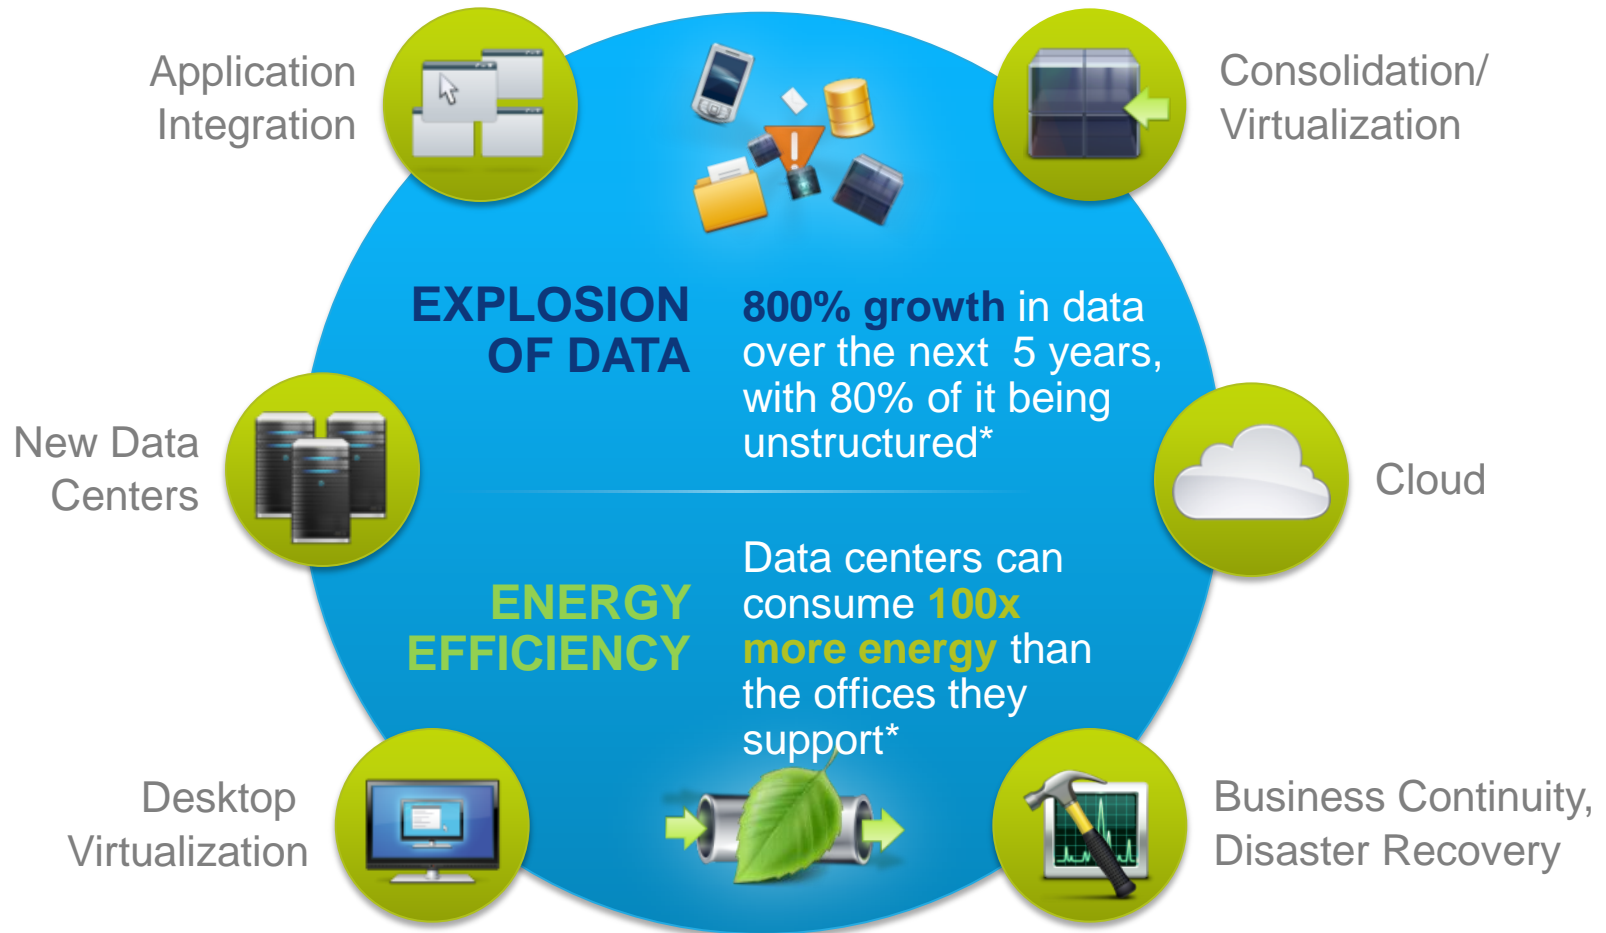 Application
Integration
Consolidation/
Virtualization
EXPLOSION
OF DATA
800% growth in data
over the next 5 years,
with 80% of it being
unstructured*
New Data
Centers
Cloud
ENERGY
EFFICIENCY
Data centers can
consume 100x
more energy than
the offices they
support*
Desktop
Virtualization
Business Continuity,
Disaster Recovery